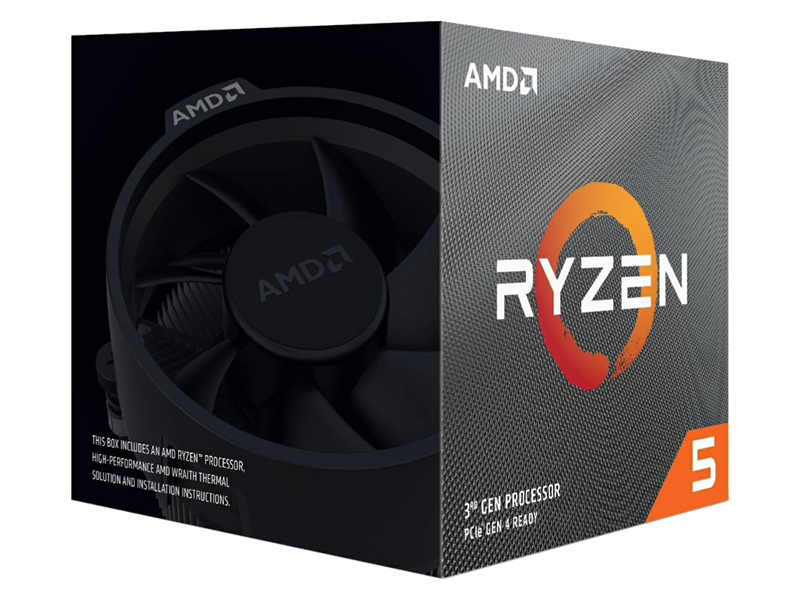 AMD
AMD
THIS BOX INCLUDES AN AMD RYZEN™ PROCESSOR,
HIGH-PERFORMANCE AMD WRAITH THERMAL
SOLUTION AND INSTALLATION INSTRUCTIONS.
AMD
RYZEN
5
3RD GEN PROCESSOR
PCIe GEN 4 READY